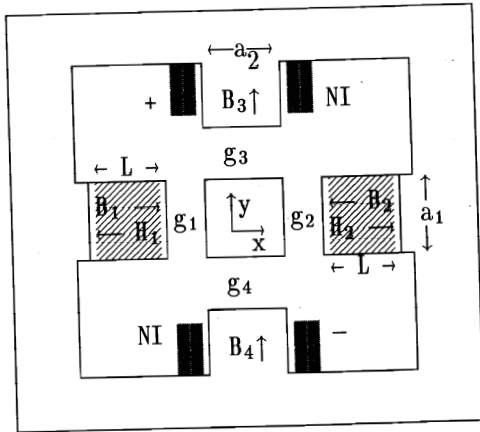 ← a2 →
+ B3↑ NI
g3
← L →
B1 →
← H1
g1
y
x
g2
← B2
H2 →
a1
← L →
g4
NI B4↑ −